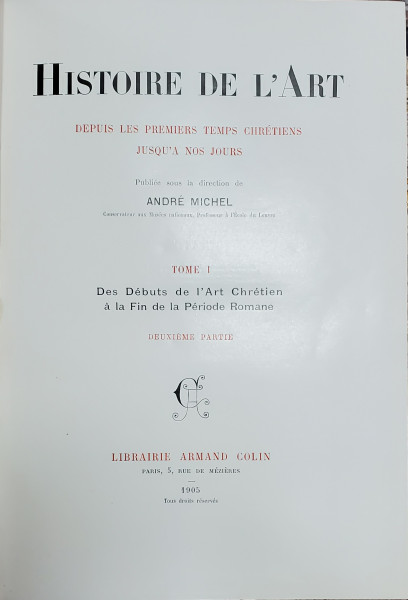 HISTOIRE DE L'ART
DEPUIS LES PREMIERS TEMPS CHRÉTIENS
JUSQU'A NOS JOURS
Publiée sous la direction de
ANDRÉ MICHEL
Conservateur aux Musées nationaux, Professeur à l'École du Louvre
TOME I
Des Débuts de l'Art Chrétien
à la Fin de la Période Romane
DEUXIÈME PARTIE
LIBRAIRIE ARMAND COLIN
PARIS, 5, RUE DE MÉZIÈRES
1905
Tous droits réservés